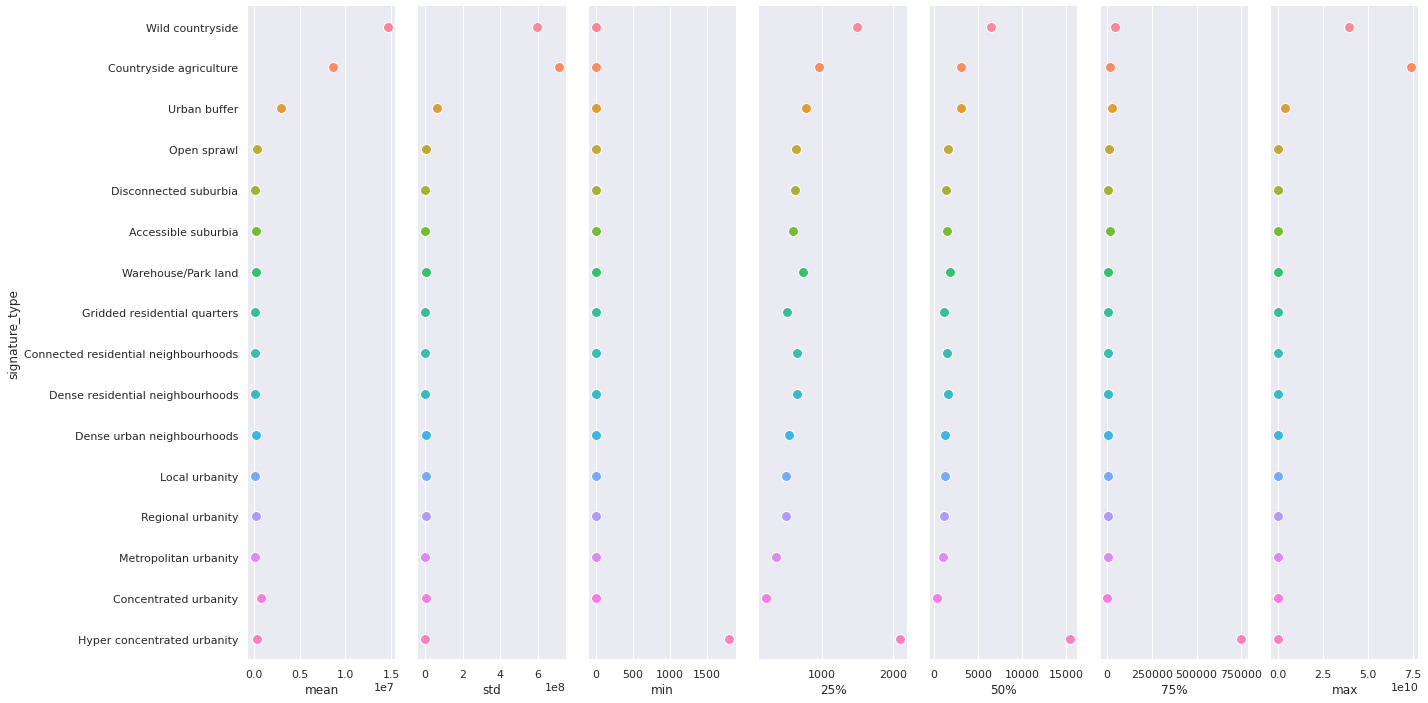 signature_type
Wild countryside
Countryside agriculture
Urban buffer
Open sprawl
Disconnected suburbia
Accessible suburbia
Warehouse/Park land
Gridded residential quarters
Connected residential neighbourhoods
Dense residential neighbourhoods
Dense urban neighbourhoods
Local urbanity
Regional urbanity
Metropolitan urbanity
Concentrated urbanity
Hyper concentrated urbanity
0.0 0.5 1.0 1.5
mean 1e7
0 2 4 6
std 1e8
0 500 1000 1500
min
1000 2000
25%
0 5000 10000 15000
50%
0 250000 500000 750000
75%
0.0 2.5 5.0 7.5
max 1e10